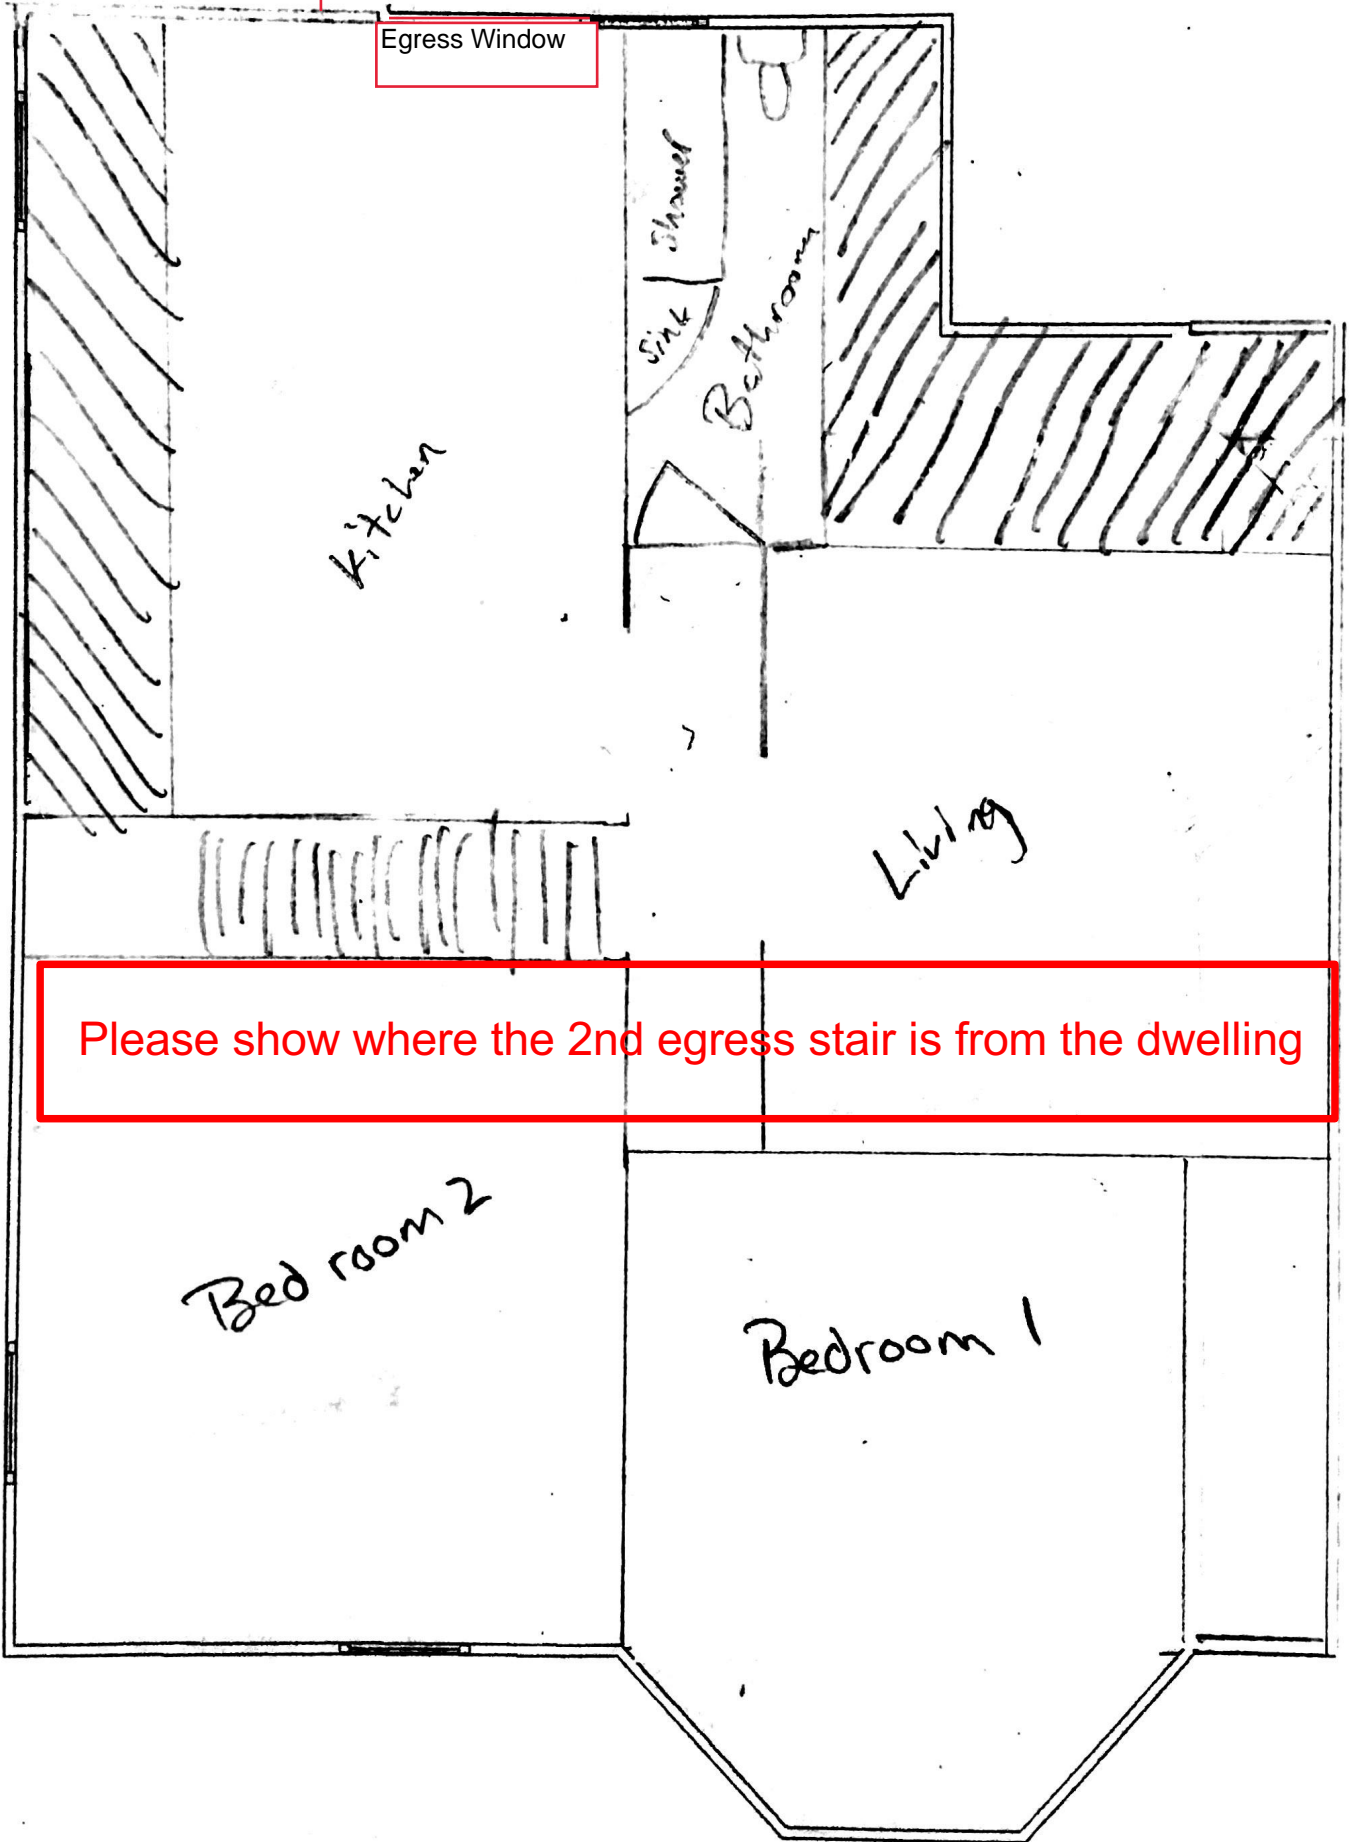 Egress Window
Shower
Sink
Bathroom
Kitchen
Living
Please show where the 2nd egress stair is from the dwelling
Bed room 2
Bedroom 1